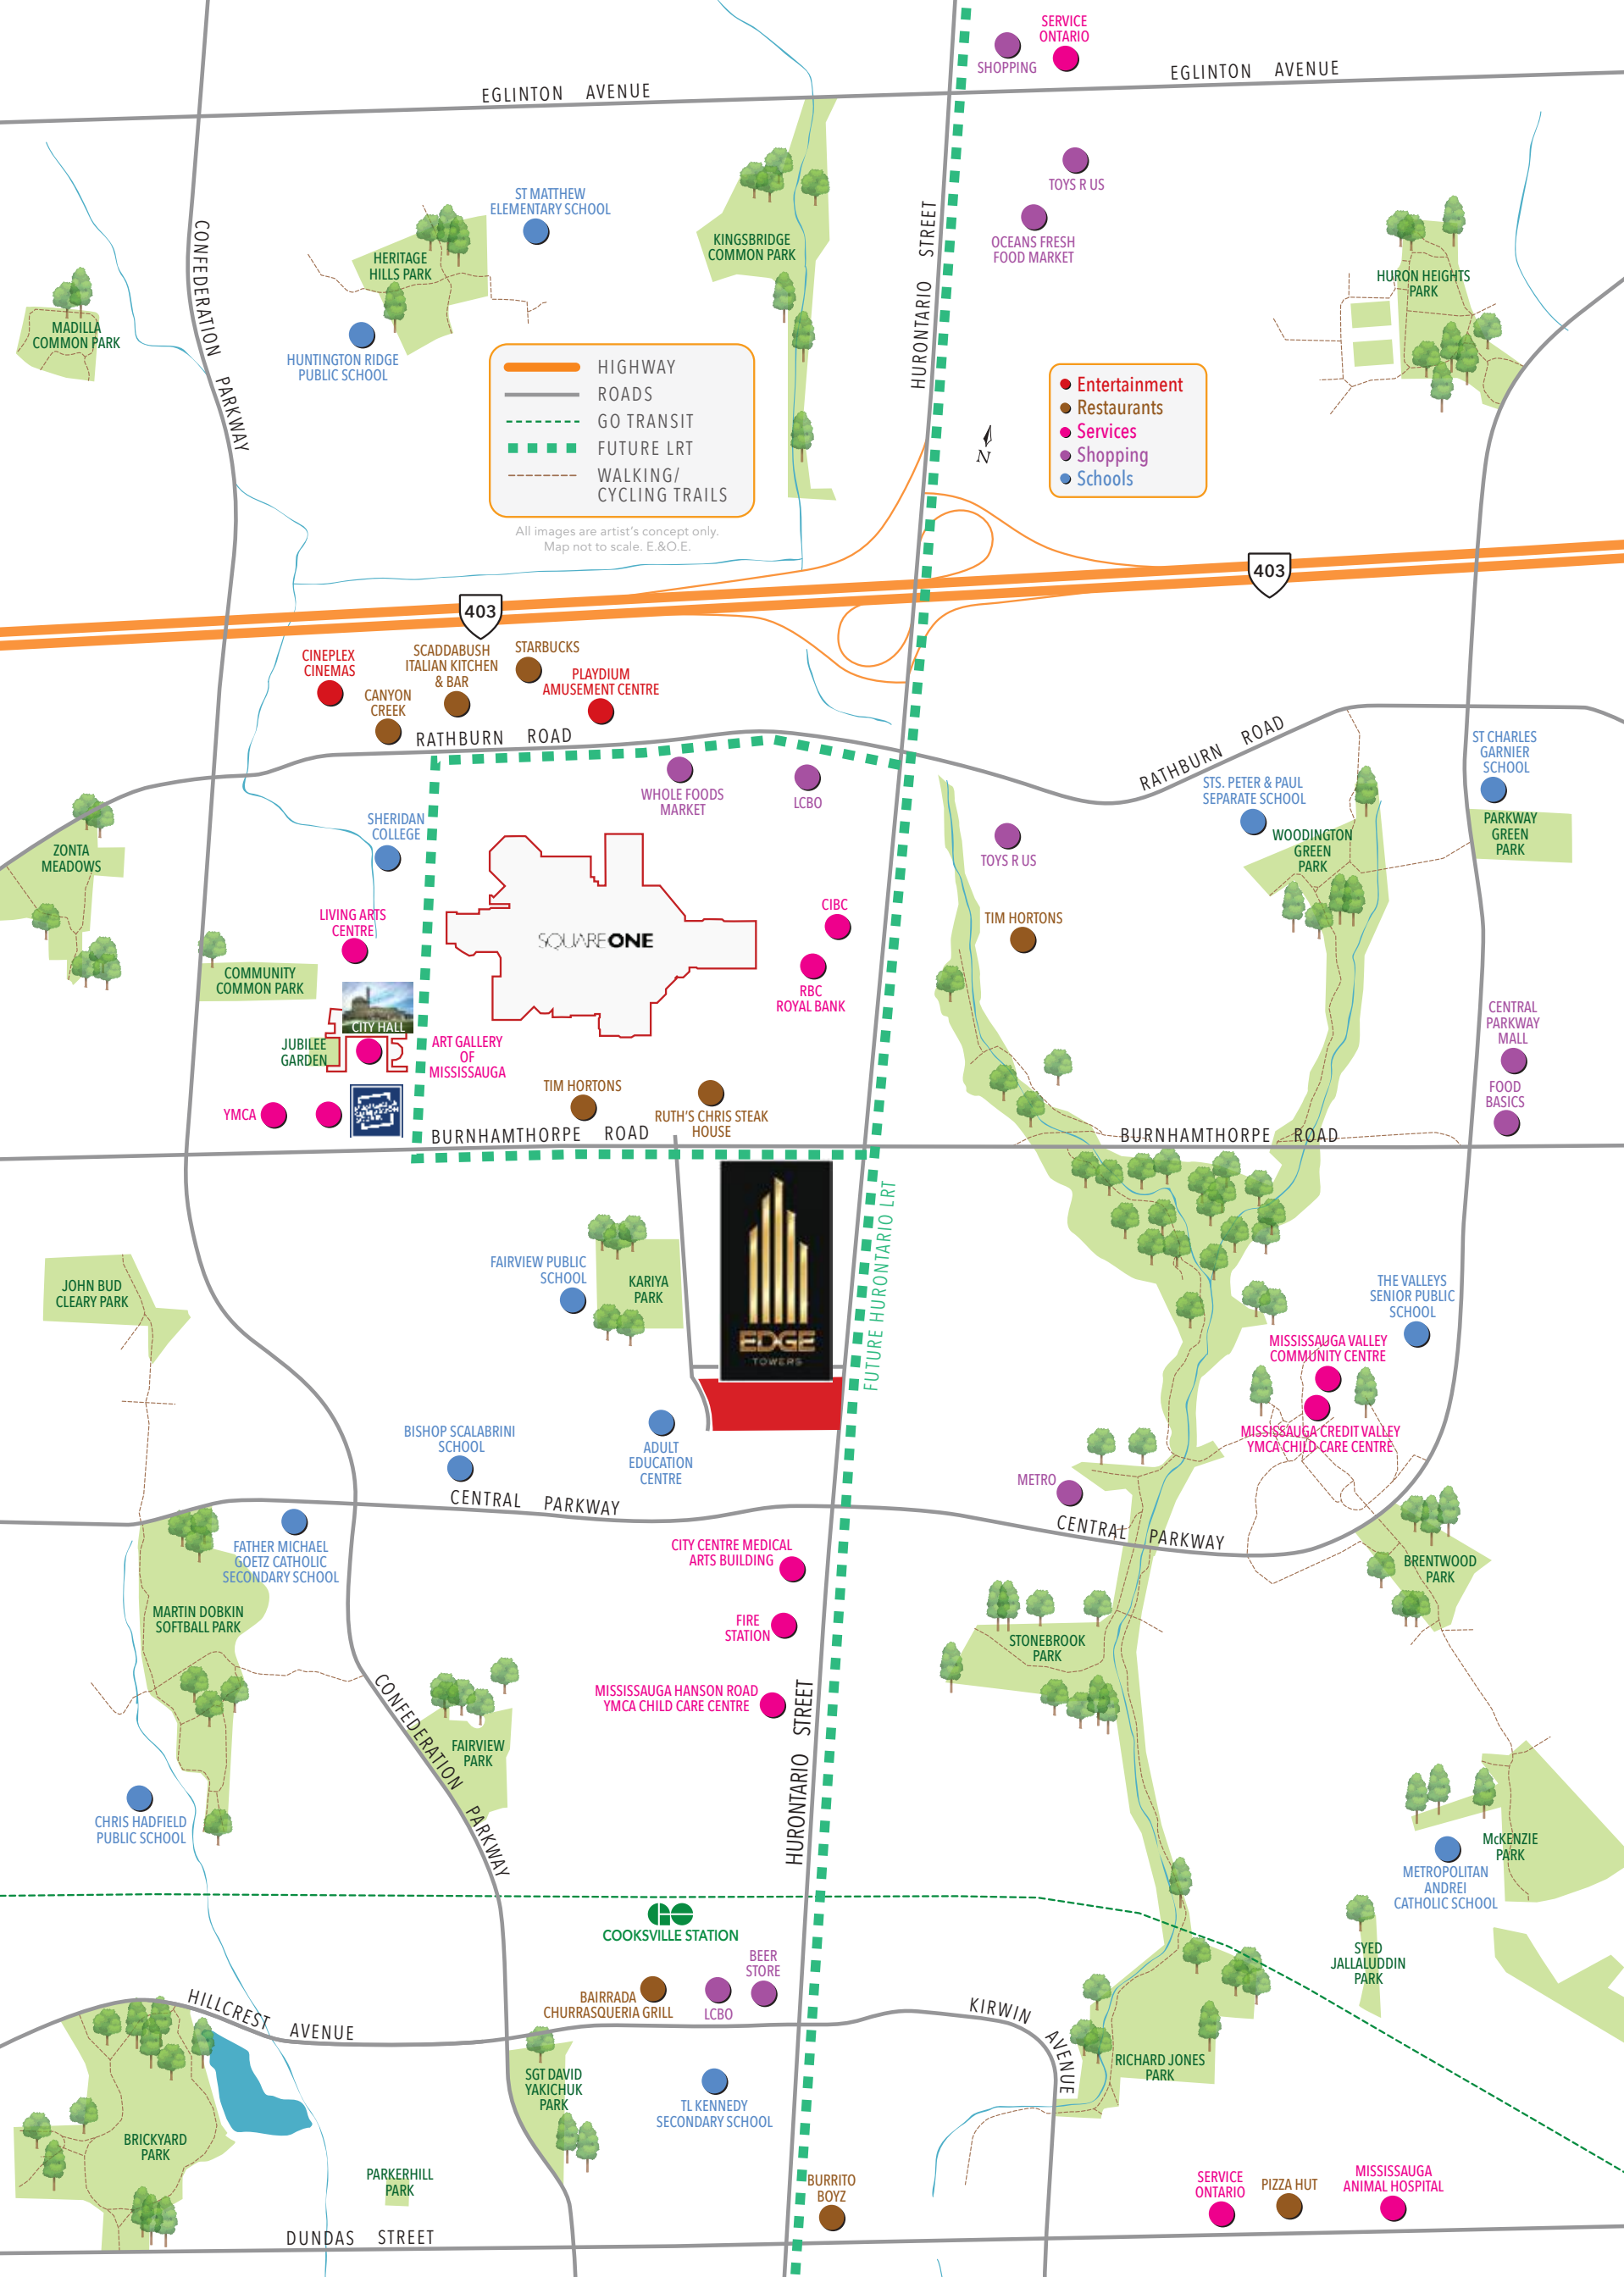 SERVICE
ONTARIO
SHOPPING
EGLINTON AVENUE
EGLINTON AVENUE
TOYS R US
ST MATTHEW
ELEMENTARY SCHOOL
CONFEDERATION PARKWAY
HURONTARIO STREET
KINGSBRIDGE
COMMON PARK
OCEANS FRESH
FOOD MARKET
HERITAGE
HILLS PARK
HURON HEIGHTS
PARK
MADILLA
COMMON PARK
HUNTINGTON RIDGE
PUBLIC SCHOOL
HIGHWAY
ROADS
GO TRANSIT
FUTURE LRT
WALKING/
CYCLING TRAILS
Entertainment
Restaurants
Services
Shopping
Schools
N
All images are artist's concept only.
Map not to scale. E.&O.E.
403
403
CINEPLEX
CINEMAS
SCADDABUSH
ITALIAN KITCHEN
& BAR
STARBUCKS
CANYON
CREEK
PLAYDIUM
AMUSEMENT CENTRE
RATHBURN ROAD
RATHBURN ROAD
ST CHARLES
GARNIER
SCHOOL
WHOLE FOODS
MARKET
LCBO
STS. PETER & PAUL
SEPARATE SCHOOL
SHERIDAN
COLLEGE
PARKWAY
GREEN
PARK
WOODINGTON
GREEN
PARK
ZONTA
MEADOWS
TOYS R US
LIVING ARTS
CENTRE
CIBC
TIM HORTONS
SQUARE ONE
COMMUNITY
COMMON PARK
RBC
ROYAL BANK
CITY HALL
CENTRAL
PARKWAY
MALL
JUBILEE
GARDEN
ART GALLERY
OF
MISSISSAUGA
FOOD
BASICS
TIM HORTONS
YMCA
RUTH'S CHRIS STEAK
HOUSE
BURNHAMTHORPE ROAD
BURNHAMTHORPE ROAD
FUTURE HURONTARIO LRT
FAIRVIEW PUBLIC
SCHOOL
KARIYA
PARK
JOHN BUD
CLEARY PARK
EDGE
TOWERS
THE VALLEYS
SENIOR PUBLIC
SCHOOL
MISSISSAUGA VALLEY
COMMUNITY CENTRE
MISSISSAUGA CREDIT VALLEY
YMCA CHILD CARE CENTRE
BISHOP SCALABRINI
SCHOOL
ADULT
EDUCATION
CENTRE
METRO
CENTRAL PARKWAY
CENTRAL PARKWAY
FATHER MICHAEL
GOETZ CATHOLIC
SECONDARY SCHOOL
CITY CENTRE MEDICAL
ARTS BUILDING
BRENTWOOD
PARK
MARTIN DOBKIN
SOFTBALL PARK
FIRE
STATION
STONEBROOK
PARK
MISSISSAUGA HANSON ROAD
YMCA CHILD CARE CENTRE
HURONTARIO STREET
CONFEDERATION PARKWAY
FAIRVIEW
PARK
CHRIS HADFIELD
PUBLIC SCHOOL
McKENZIE
PARK
METROPOLITAN
ANDREI
CATHOLIC SCHOOL
GO
COOKSVILLE STATION
BEER
STORE
SYED
JALLALUDDIN
PARK
BAIRRADA
CHURRASQUERIA GRILL
LCBO
HILLCREST AVENUE
KIRWIN AVENUE
SGT DAVID
YAKICHUK
PARK
RICHARD JONES
PARK
TL KENNEDY
SECONDARY SCHOOL
BRICKYARD
PARK
PARKERHILL
PARK
BURRITO
BOYZ
SERVICE
ONTARIO
PIZZA HUT
MISSISSAUGA
ANIMAL HOSPITAL
DUNDAS STREET